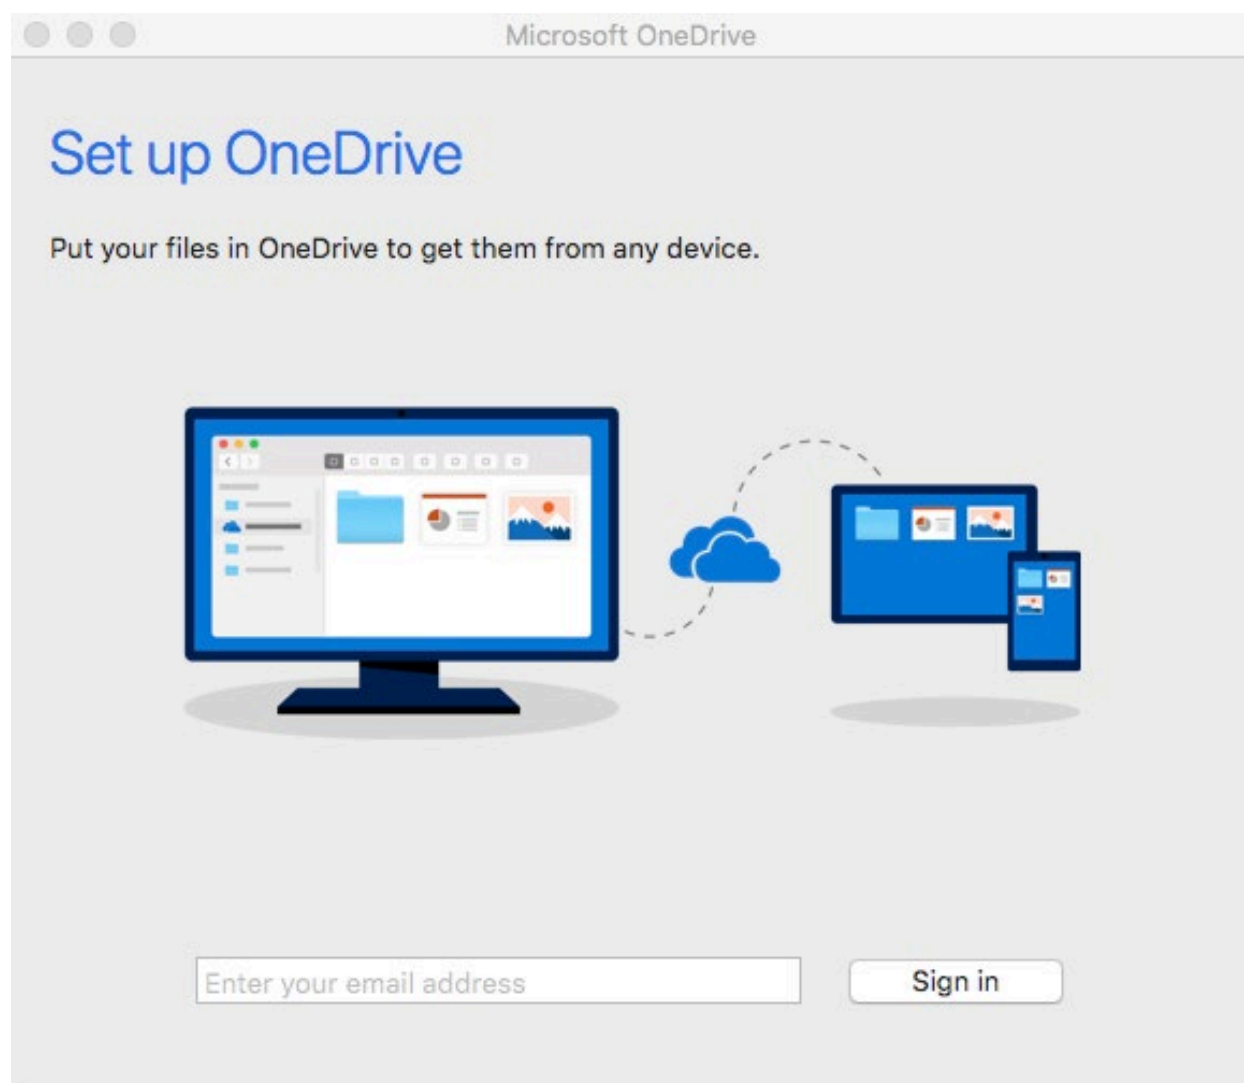 Microsoft OneDrive
Set up OneDrive
Put your files in OneDrive to get them from any device.
Enter your email address
Sign in